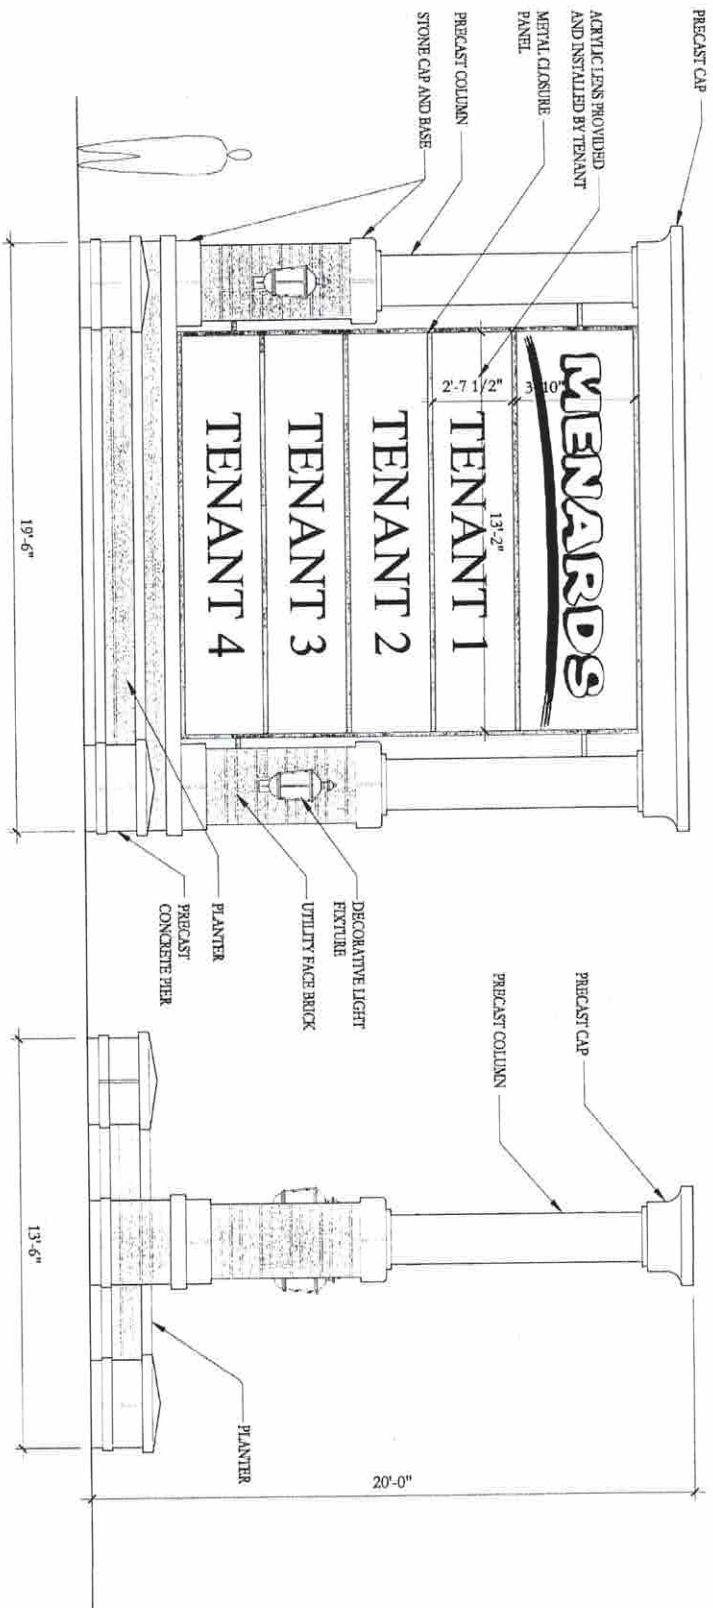 PRECAST CAP
ACRYLIC LENS PROVIDED
AND INSTALLED BY TENANT
METAL CLOSURE
PANEL
PRECAST COLUMN
STONE CAP AND BASE
MENARDS
3'-10"
2'-7 1/2"
13'-2"
TENANT 1
TENANT 2
TENANT 3
TENANT 4
19'-6"
DECORATIVE LIGHT
FIXTURE
UTILITY FACE BRICK
PLANTER
PRECAST
CONCRETE PIER
PRECAST CAP
PRECAST COLUMN
PLANTER
13'-6"
20'-0"